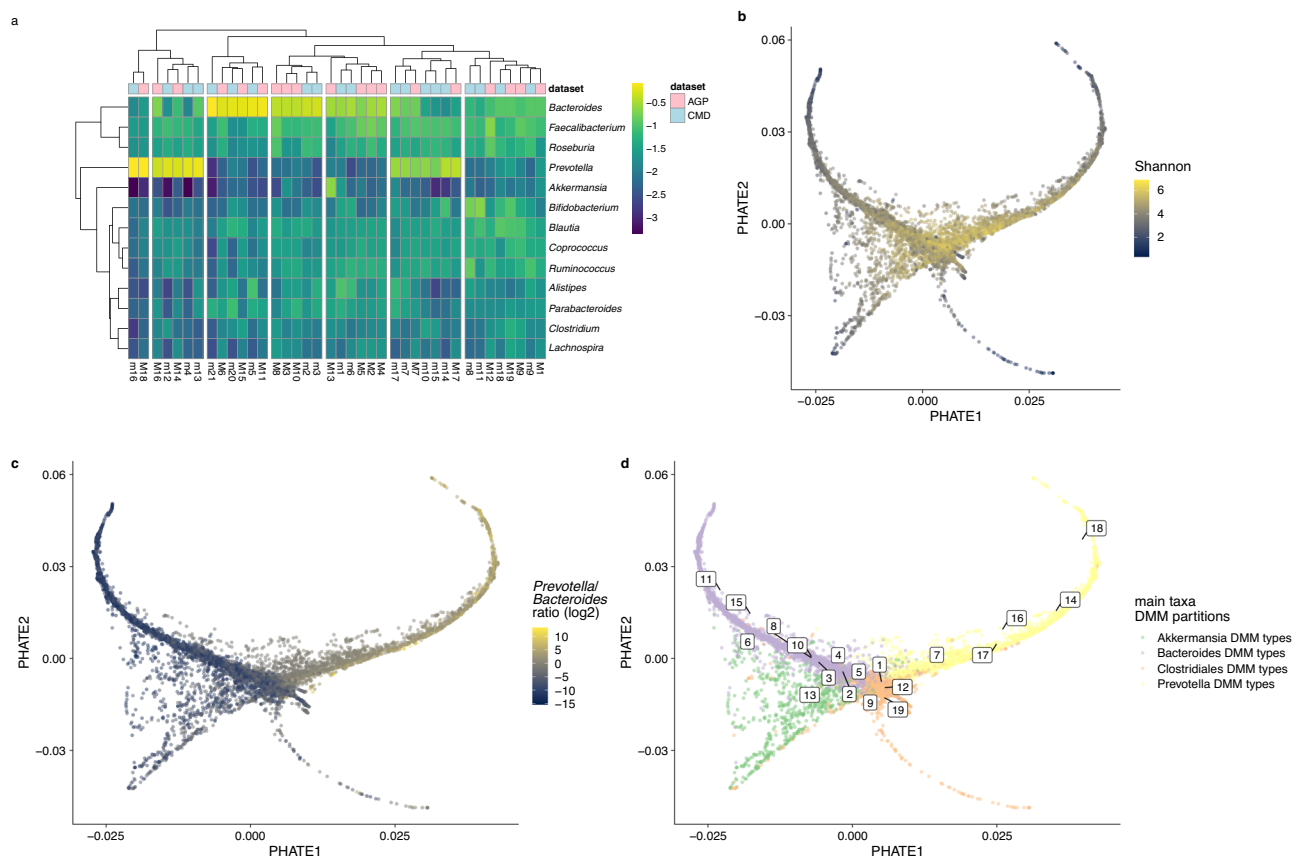 a
dataset
Bacteroides
Faecalibacterium
Roseburia
Prevotella
Akkermansia
Bifidobacterium
Blautia
Coprococcus
Ruminococcus
Alistipes
Parabacteroides
Clostridium
Lachnospira
m16 M18 M16 m12 M14 m4 m13 m21 M6 m20 M15 m5 M11 M8 M3 M10 m2 m3 M13 m1 m6 M5 M2 M4 m17 m7 M7 m10 m15 m14 M17 m8 m11 M12 m18 M19 M9 m9 M1
−0.5
−1
−1.5
−2
−2.5
−3
dataset
AGP
CMD
b
0.06
0.03
0.00
−0.03
PHATE2
−0.025 0.000 0.025
PHATE1
Shannon
6
4
2
c
0.06
0.03
0.00
−0.03
PHATE2
−0.025 0.000 0.025
PHATE1
Prevotella/
Bacteroides
ratio (log2)
10
5
0
−5
−10
−15
d
0.06
0.03
0.00
−0.03
PHATE2
−0.025 0.000 0.025
PHATE1
18
11
15
14
16
8
6
10
4
7
17
1
3
5
13
2
12
9
19
main taxa
DMM partitions
Akkermansia DMM types
Bacteroides DMM types
Clostridiales DMM types
Prevotella DMM types